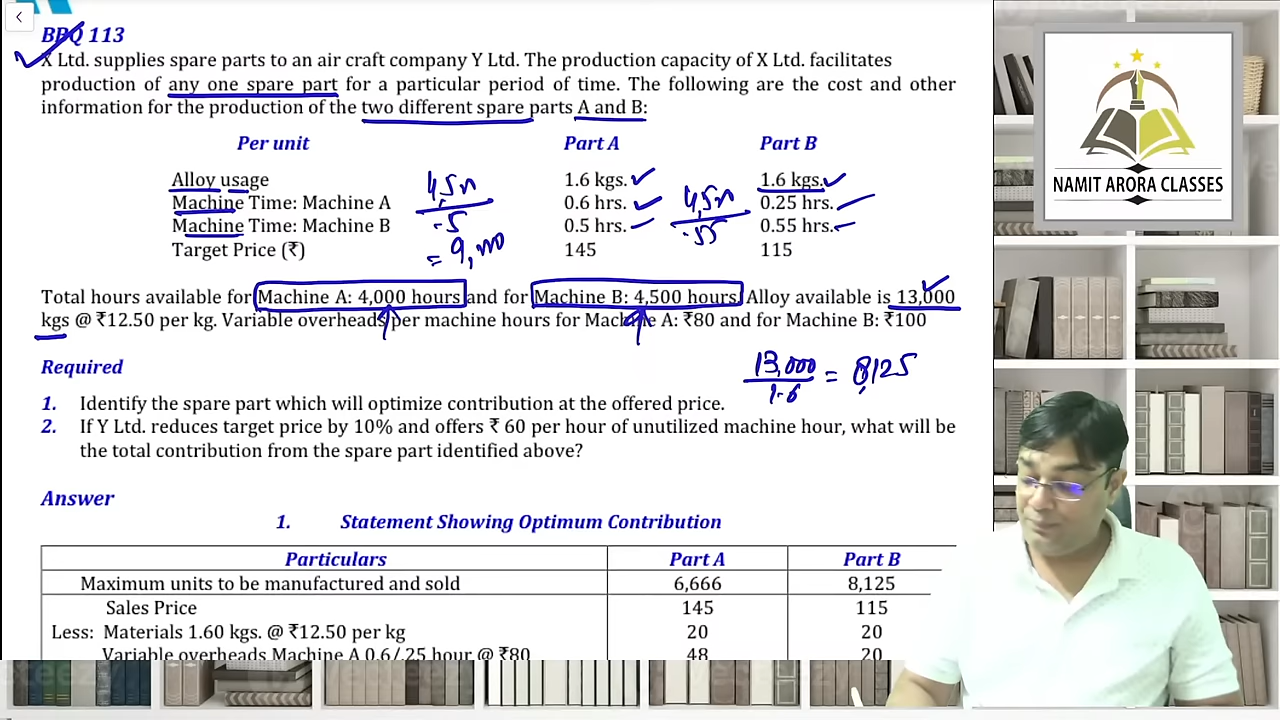 BPQ 113
X Ltd. supplies spare parts to an air craft company Y Ltd. The production capacity of X Ltd. facilitates
production of any one spare part for a particular period of time. The following are the cost and other
information for the production of the two different spare parts A and B:
Per unit Part A Part B
Alloy usage 1.6 kgs. 1.6 kgs.
Machine Time: Machine A 0.6 hrs. 0.25 hrs.
Machine Time: Machine B 0.5 hrs. 0.55 hrs.
Target Price (₹) 145 115
.5
.55
Total hours available for Machine A: 4,000 hours and for Machine B: 4,500 hours. Alloy available is 13,000
kgs @ ₹12.50 per kg. Variable overheads per machine hours for Machine A: ₹80 and for Machine B: ₹100
Required
13,000
1.6
= 8125
1. Identify the spare part which will optimize contribution at the offered price.
2. If Y Ltd. reduces target price by 10% and offers ₹ 60 per hour of unutilized machine hour, what will be
the total contribution from the spare part identified above?
Answer
1. Statement Showing Optimum Contribution
Particulars Part A Part B
Maximum units to be manufactured and sold 6,666 8,125
Sales Price 145 115
Less: Materials 1.60 kgs. @ ₹12.50 per kg 20 20
Variable overheads Machine A 0.6/.25 hour @ ₹80 48 20
NAMIT ARORA CLASSES